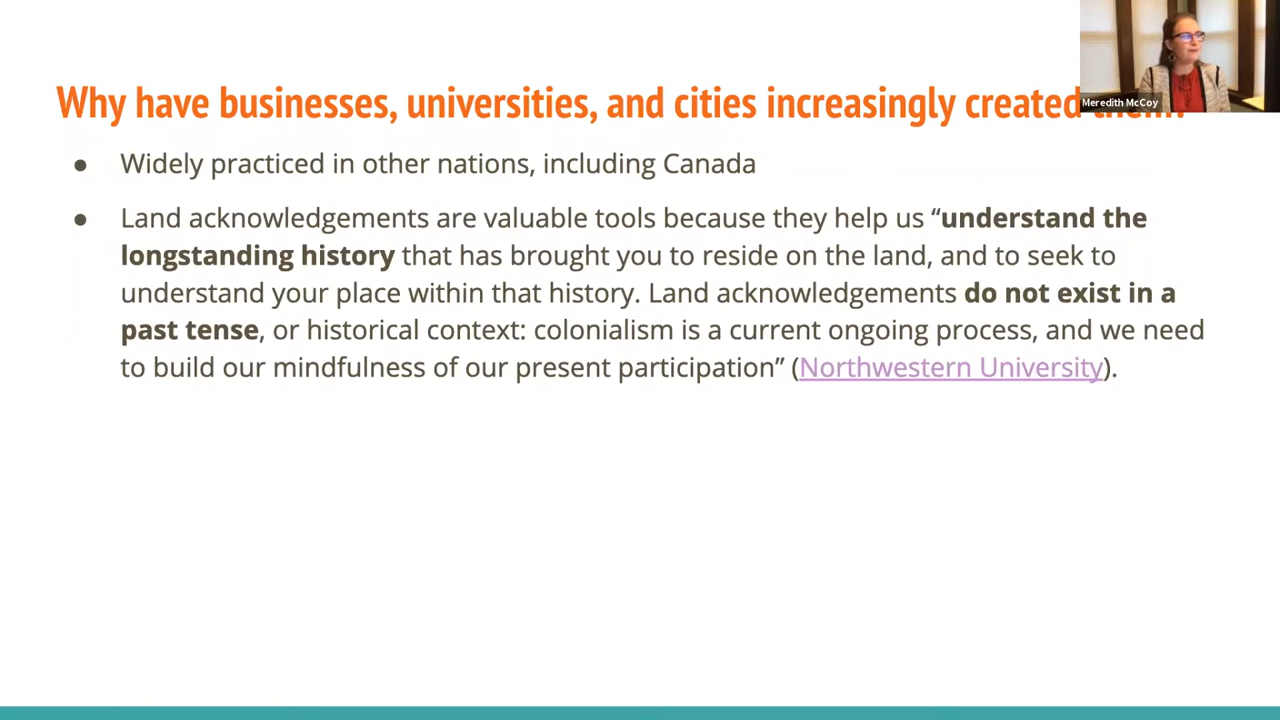 Why have businesses, universities, and cities increasingly created
Meredith McCoy
● Widely practiced in other nations, including Canada
● Land acknowledgements are valuable tools because they help us “understand the
longstanding history that has brought you to reside on the land, and to seek to
understand your place within that history. Land acknowledgements do not exist in a
past tense, or historical context: colonialism is a current ongoing process, and we need
to build our mindfulness of our present participation” (Northwestern University).